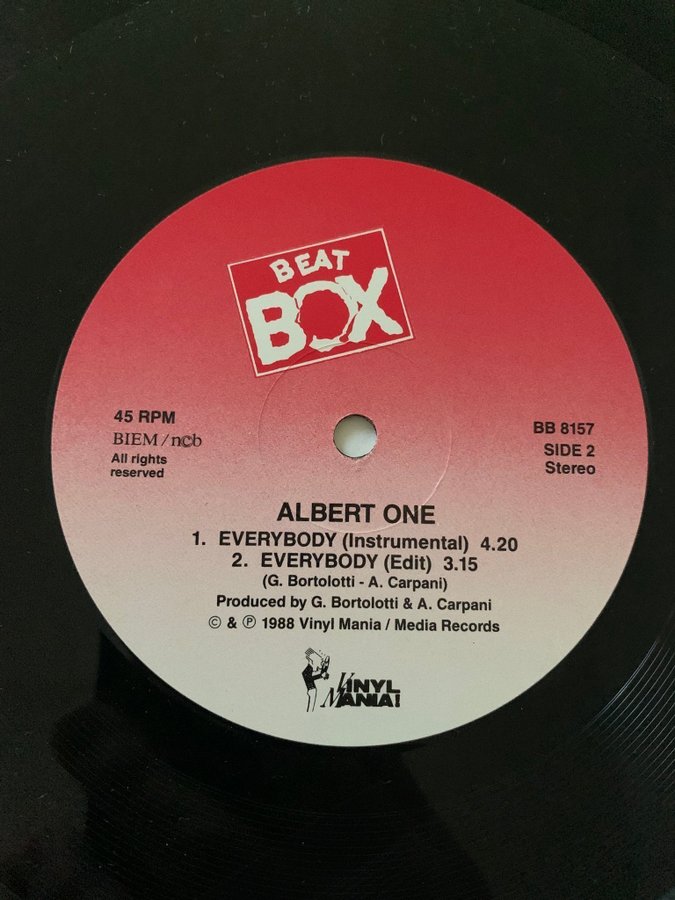 BEAT
BOX
45 RPM
BIEM/ncb
All rights
reserved
BB 8157
SIDE 2
Stereo
ALBERT ONE
1. EVERYBODY (Instrumental) 4.20
2. EVERYBODY (Edit) 3.15
(G. Bortolotti - A. Carpani)
Produced by G. Bortolotti & A. Carpani
© & ℗ 1988 Vinyl Mania / Media Records
VINYL
MANIA!